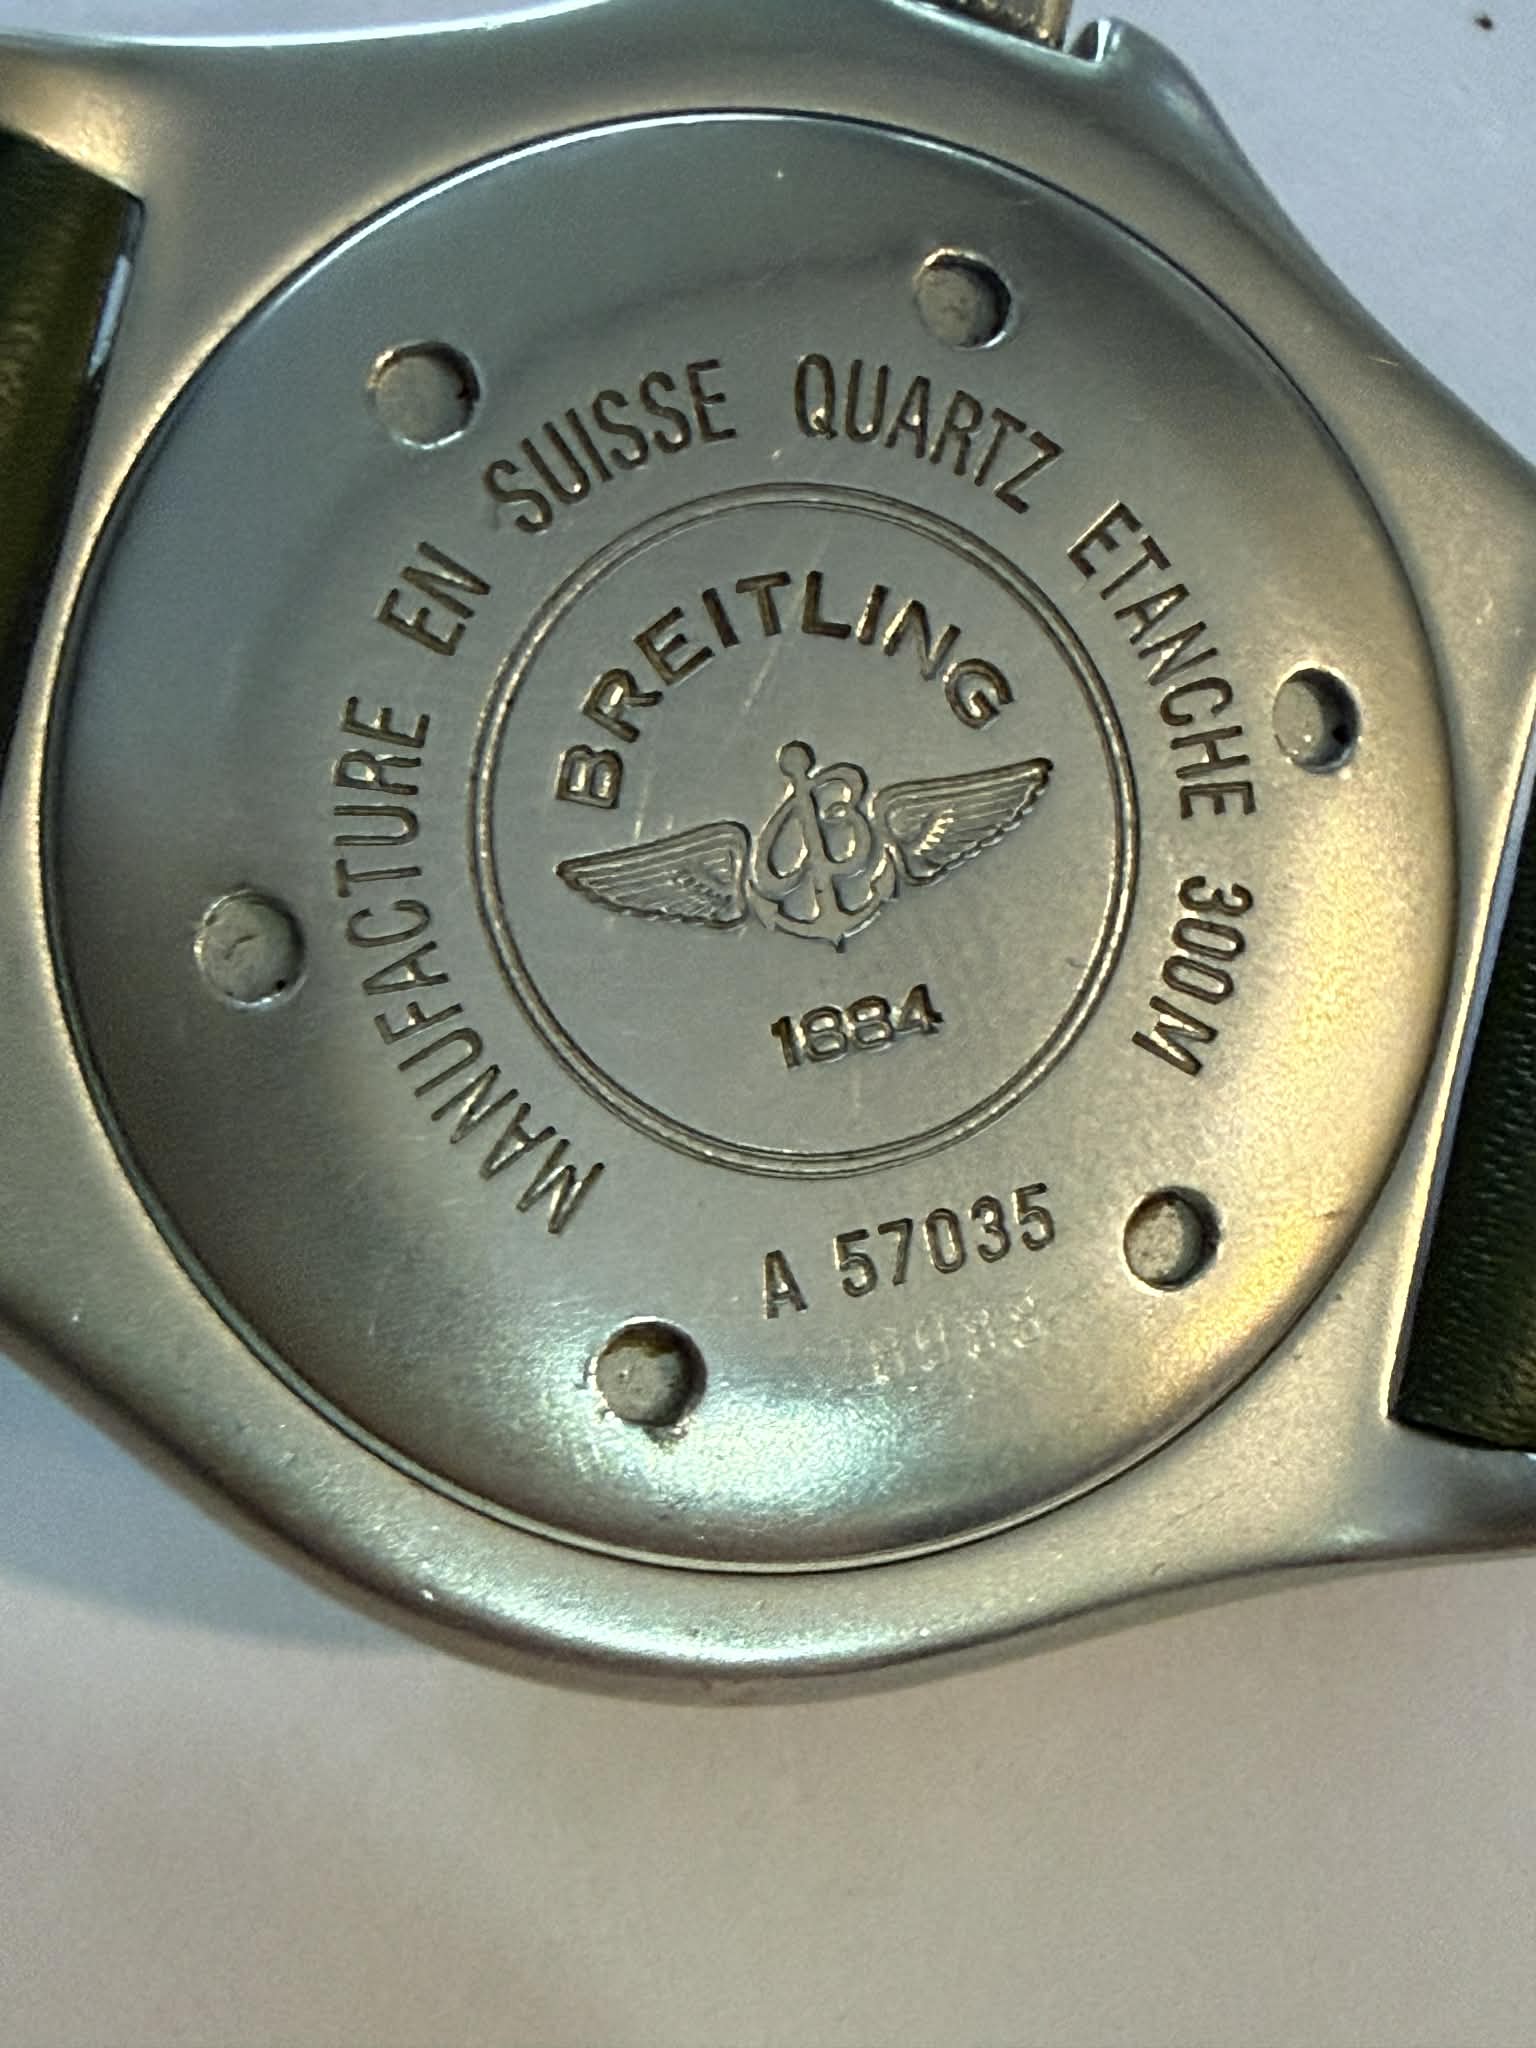 MANUFACTURE EN SUISSE QUARTZ ETANCHE 300M
BREITLING
B
1884
A 57035